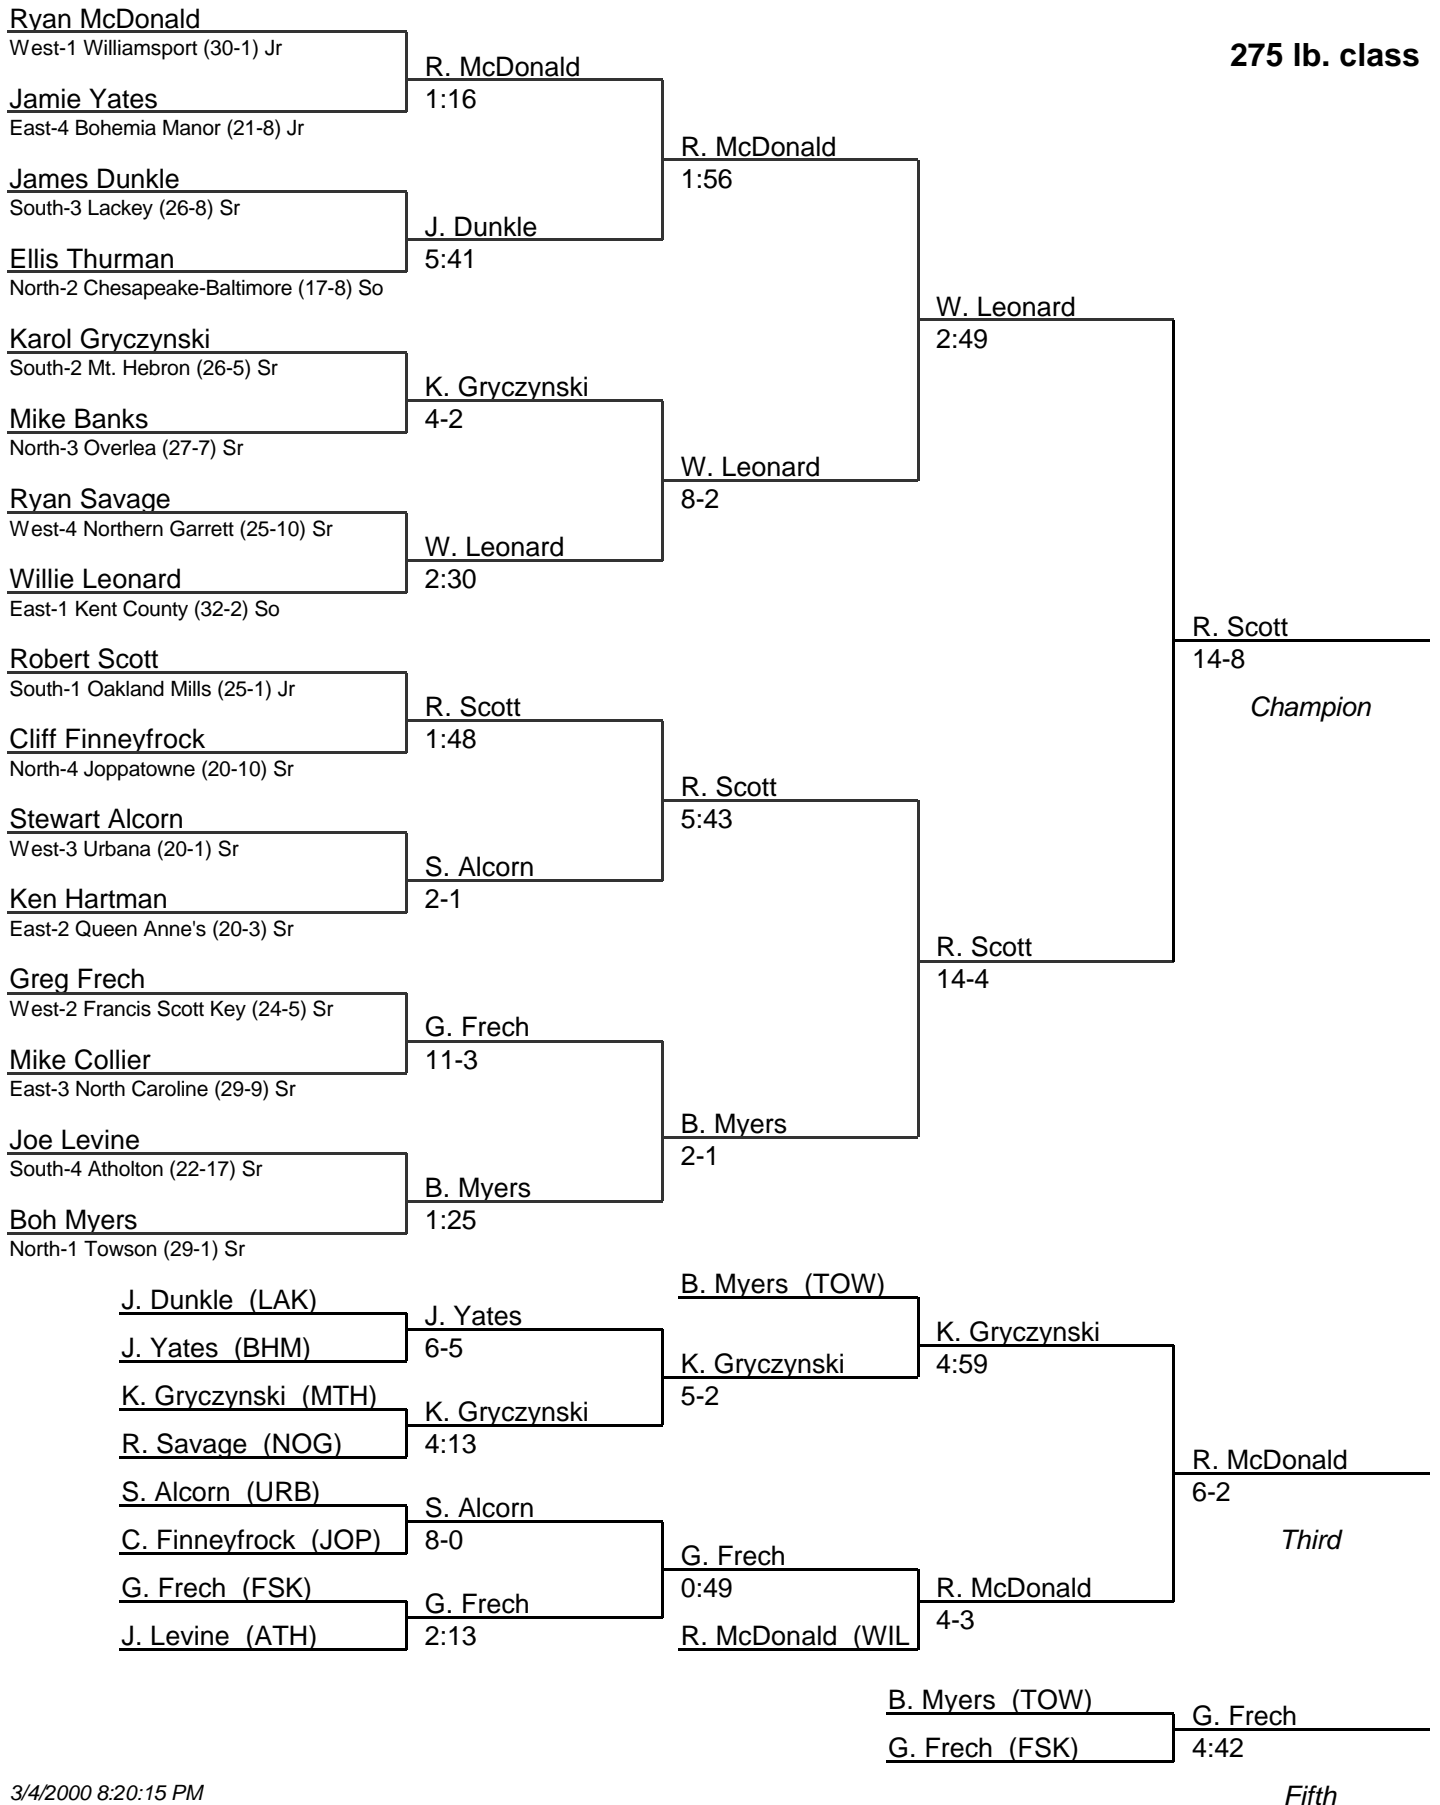 275 lb. class
Ryan McDonald
West-1 Williamsport (30-1) Jr
R. McDonald
1:16
Jamie Yates
East-4 Bohemia Manor (21-8) Jr
R. McDonald
1:56
James Dunkle
South-3 Lackey (26-8) Sr
J. Dunkle
5:41
Ellis Thurman
North-2 Chesapeake-Baltimore (17-8) So
W. Leonard
2:49
Karol Gryczynski
South-2 Mt. Hebron (26-5) Sr
K. Gryczynski
4-2
Mike Banks
North-3 Overlea (27-7) Sr
W. Leonard
8-2
Ryan Savage
West-4 Northern Garrett (25-10) Sr
W. Leonard
2:30
Willie Leonard
East-1 Kent County (32-2) So
R. Scott
14-8
Champion
Robert Scott
South-1 Oakland Mills (25-1) Jr
R. Scott
1:48
Cliff Finneyfrock
North-4 Joppatowne (20-10) Sr
R. Scott
5:43
Stewart Alcorn
West-3 Urbana (20-1) Sr
S. Alcorn
2-1
Ken Hartman
East-2 Queen Anne's (20-3) Sr
R. Scott
14-4
Greg Frech
West-2 Francis Scott Key (24-5) Sr
G. Frech
11-3
Mike Collier
East-3 North Caroline (29-9) Sr
B. Myers
2-1
Joe Levine
South-4 Atholton (22-17) Sr
B. Myers
1:25
Boh Myers
North-1 Towson (29-1) Sr
J. Dunkle (LAK)
J. Yates
6-5
J. Yates (BHM)
B. Myers (TOW)
K. Gryczynski
4:59
K. Gryczynski
5-2
K. Gryczynski (MTH)
K. Gryczynski
4:13
R. Savage (NOG)
R. McDonald
6-2
Third
S. Alcorn (URB)
S. Alcorn
8-0
C. Finneyfrock (JOP)
G. Frech
0:49
R. McDonald
4-3
G. Frech (FSK)
G. Frech
2:13
J. Levine (ATH)
R. McDonald (WIL
B. Myers (TOW)
G. Frech
4:42
G. Frech (FSK)
Fifth
3/4/2000 8:20:15 PM